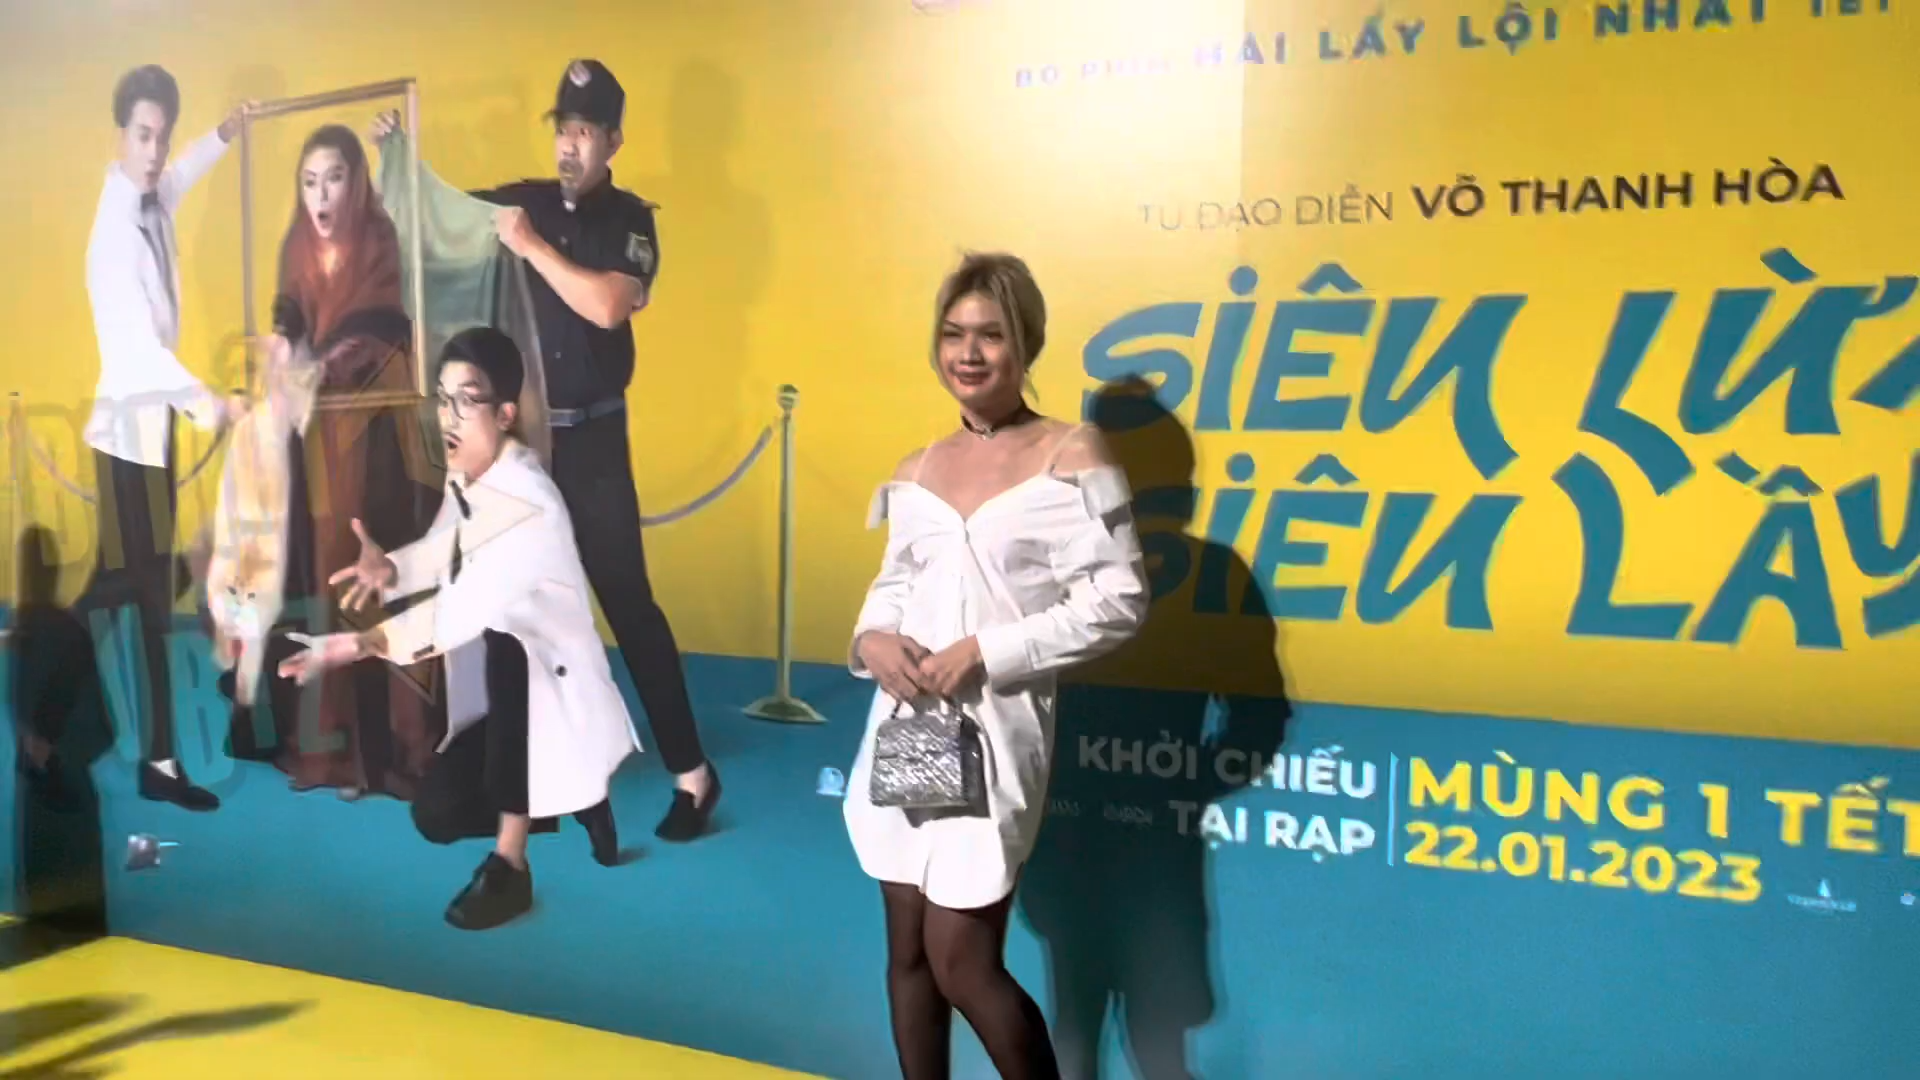 BỘ PHIM HÀI LẦY LỘI NHẤT TẾT
TỪ ĐẠO DIỄN VÕ THANH HÒA
SIÊU LỪA
SIÊU LẦY
KHỞI CHIẾU
TẠI RẠP
MÙNG 1 TẾT
22.01.2023